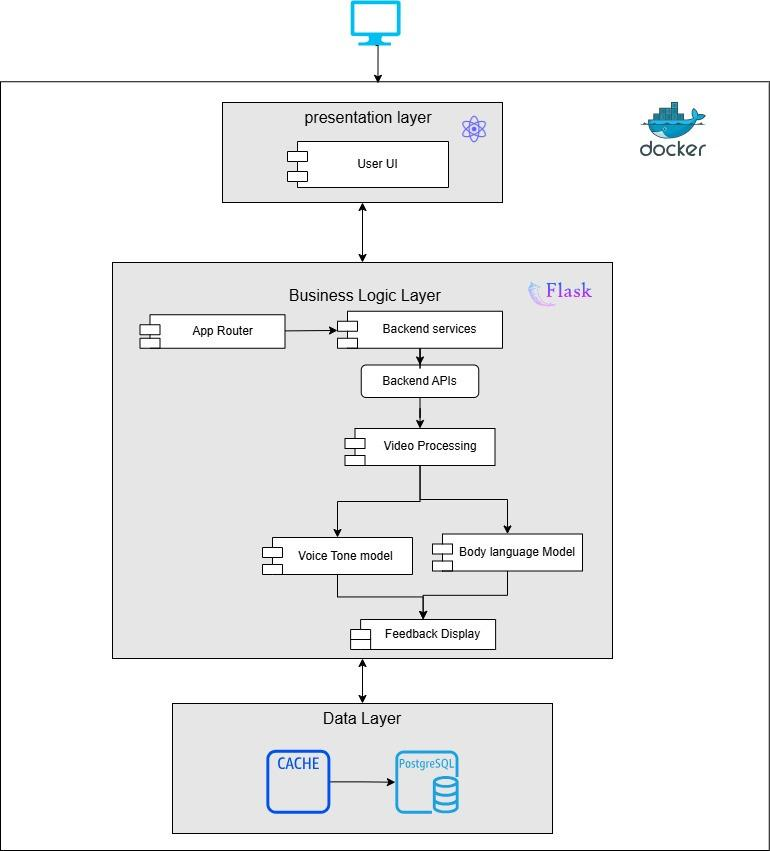 presentation layer
User UI
docker
Business Logic Layer
Flask
App Router
Backend services
Backend APIs
Video Processing
Voice Tone model
Body language Model
Feedback Display
Data Layer
CACHE
PostgreSQL